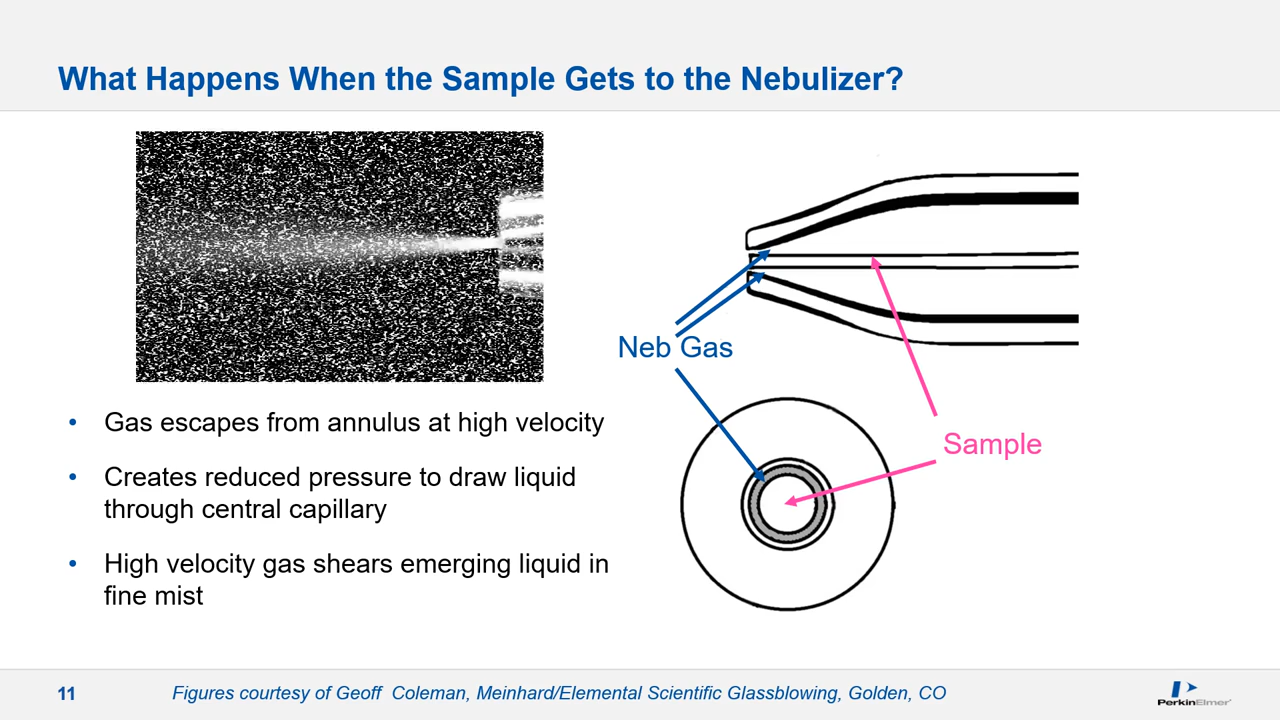 What Happens When the Sample Gets to the Nebulizer?
Neb Gas
Sample
• Gas escapes from annulus at high velocity
• Creates reduced pressure to draw liquid
through central capillary
• High velocity gas shears emerging liquid in
fine mist
11
Figures courtesy of Geoff Coleman, Meinhard/Elemental Scientific Glassblowing, Golden, CO
PerkinElmer